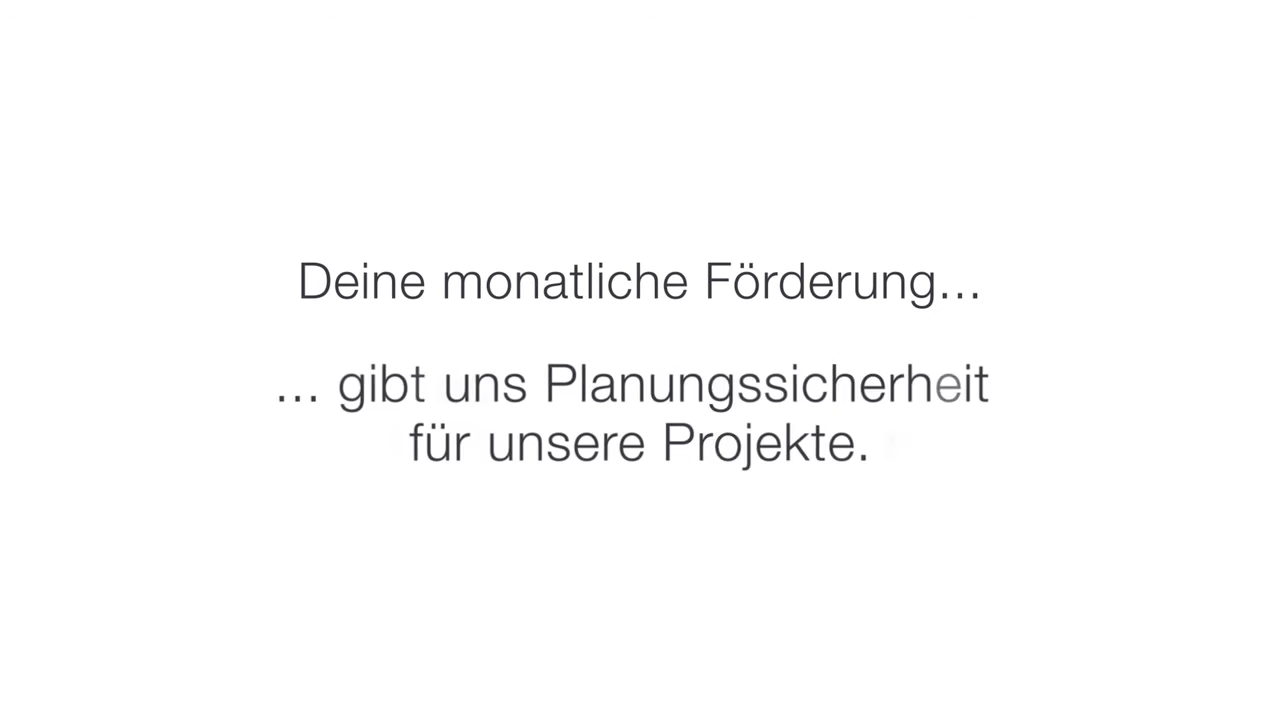 Deine monatliche Förderung...
... gibt uns Planungssicherheit
für unsere Projekte.